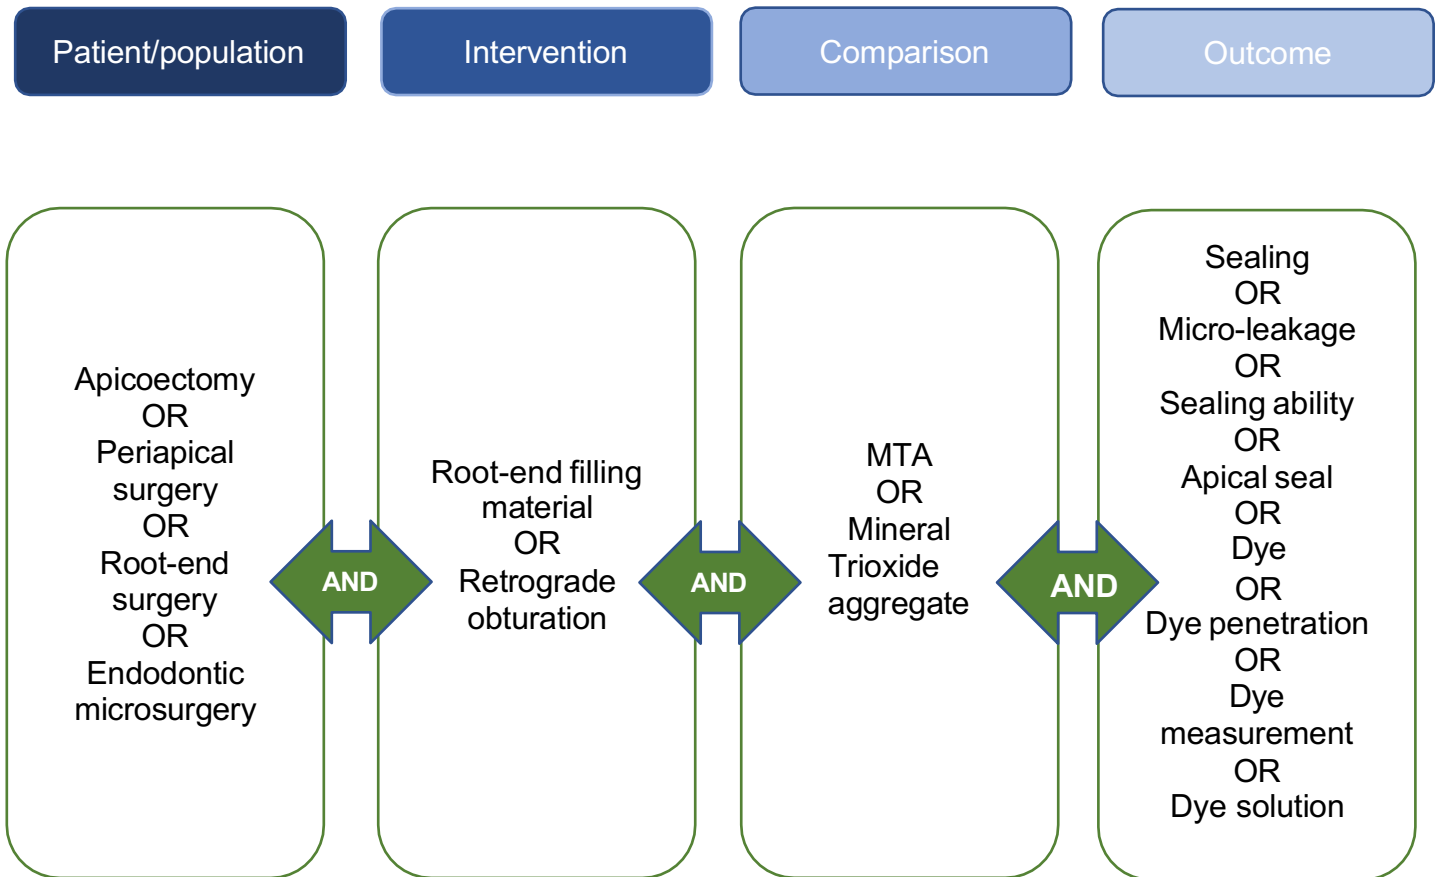 Patient/population
Intervention
Comparison
Outcome
Apicoectomy
OR
Periapical
surgery
OR
Root-end
surgery
OR
Endodontic
microsurgery
AND
Root-end filling
material
OR
Retrograde
obturation
AND
MTA
OR
Mineral
Trioxide
aggregate
AND
Sealing
OR
Micro-leakage
OR
Sealing ability
OR
Apical seal
OR
Dye
OR
Dye penetration
OR
Dye
measurement
OR
Dye solution